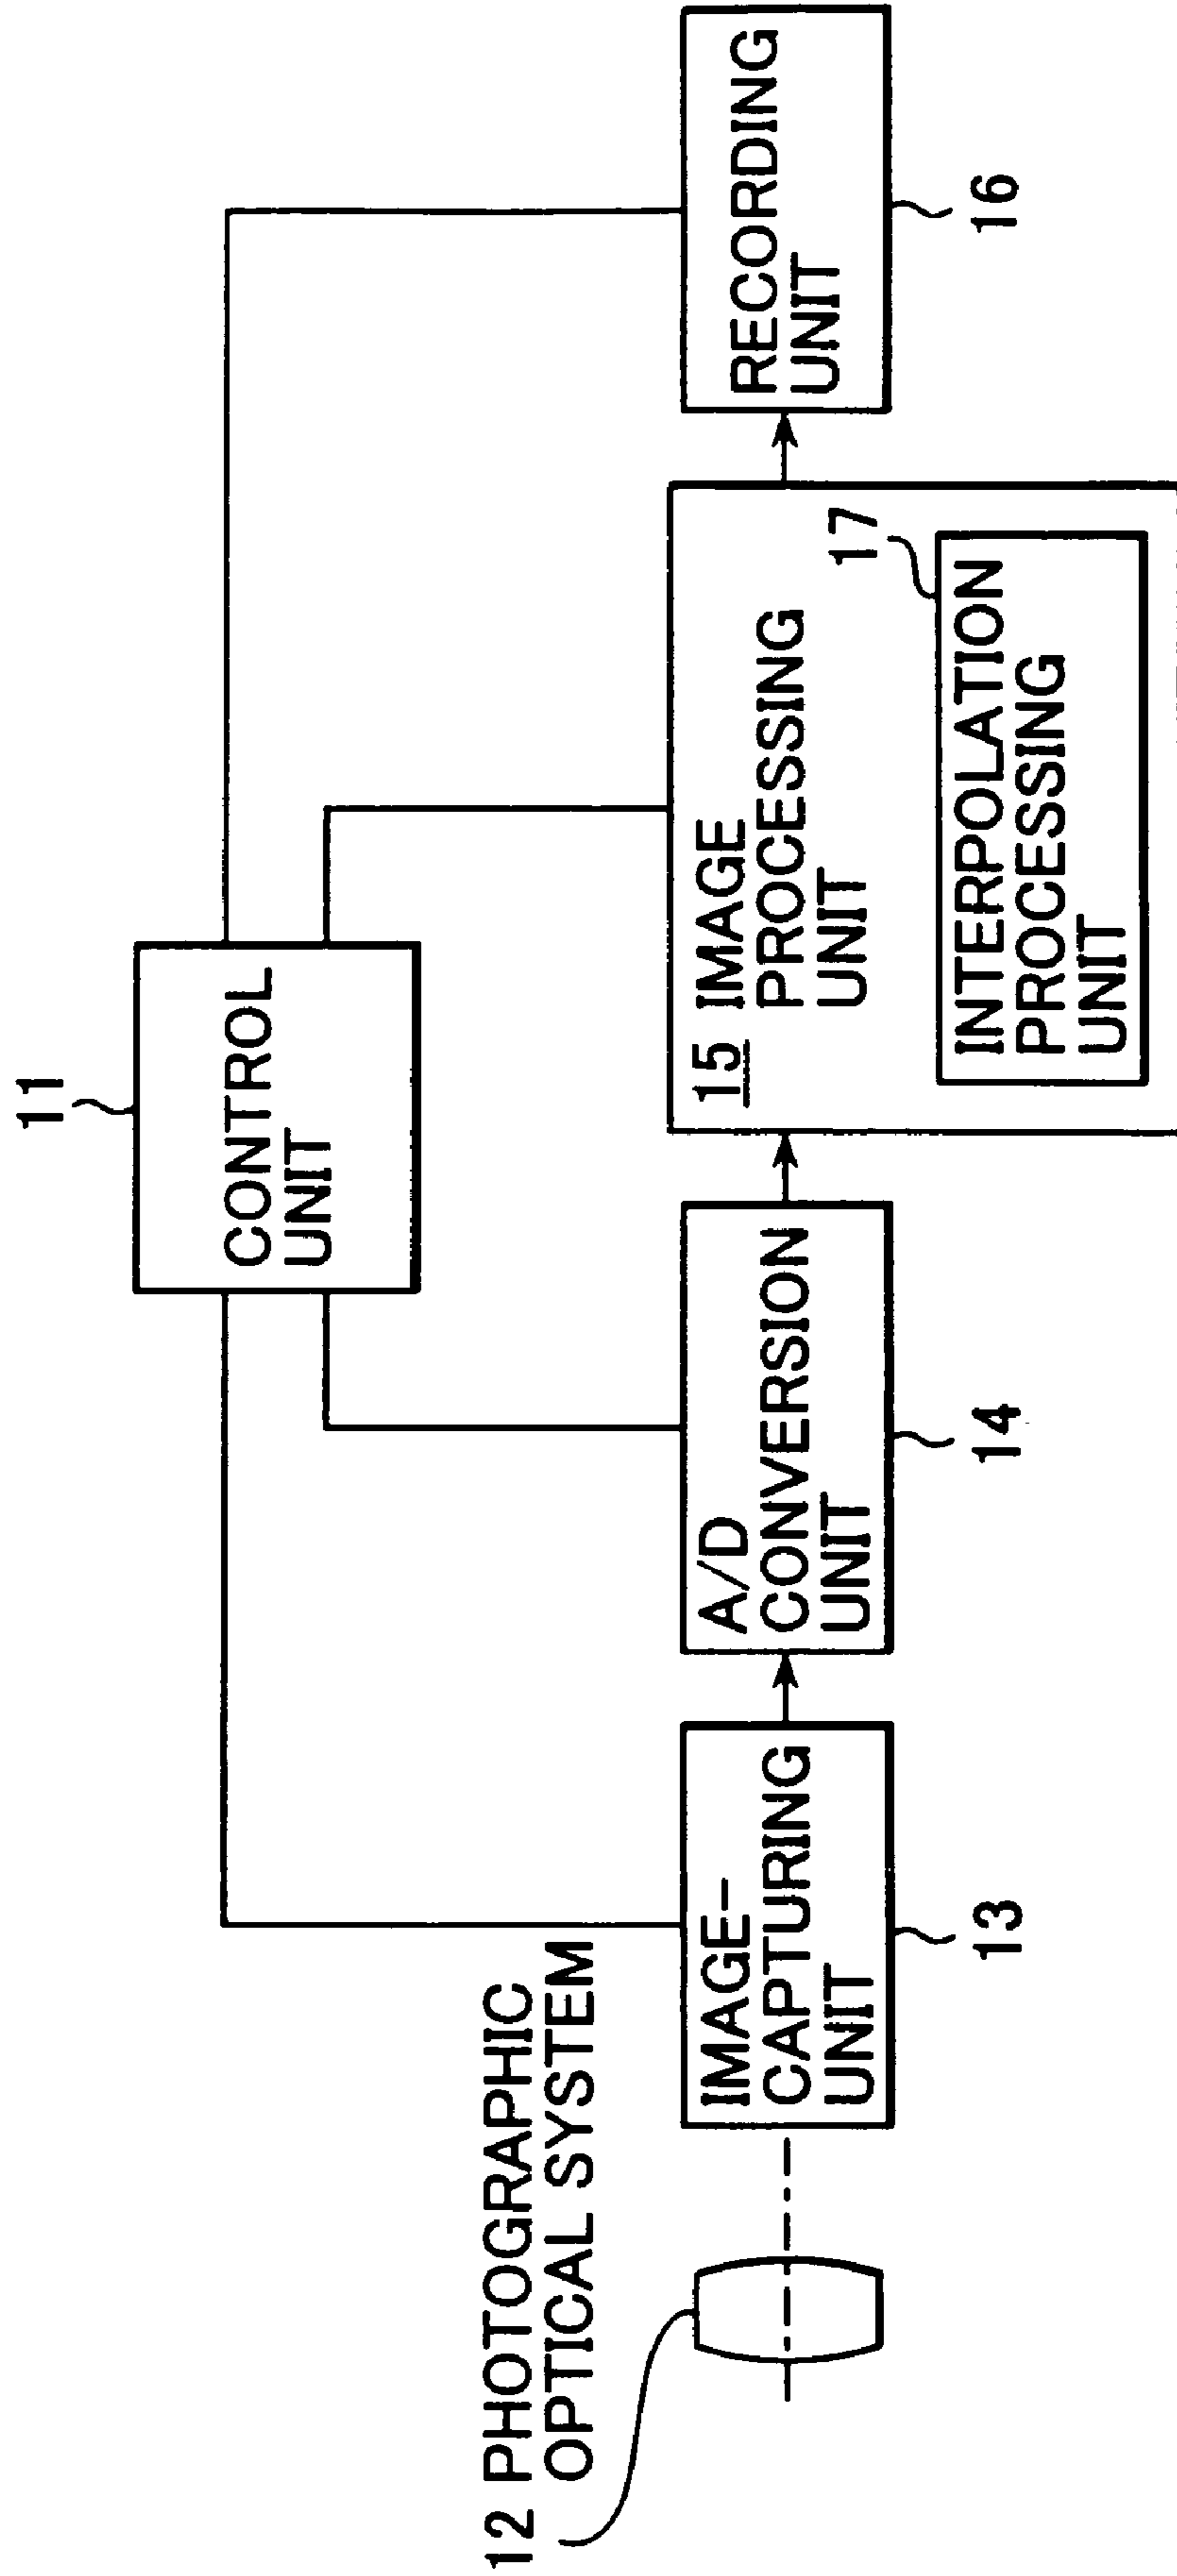 11
CONTROL
UNIT
12 PHOTOGRAPHIC
OPTICAL SYSTEM
IMAGE-
CAPTURING
UNIT
13
A/D
CONVERSION
UNIT
14
15 IMAGE
PROCESSING
UNIT
17
INTERPOLATION
PROCESSING
UNIT
RECORDING
UNIT
16